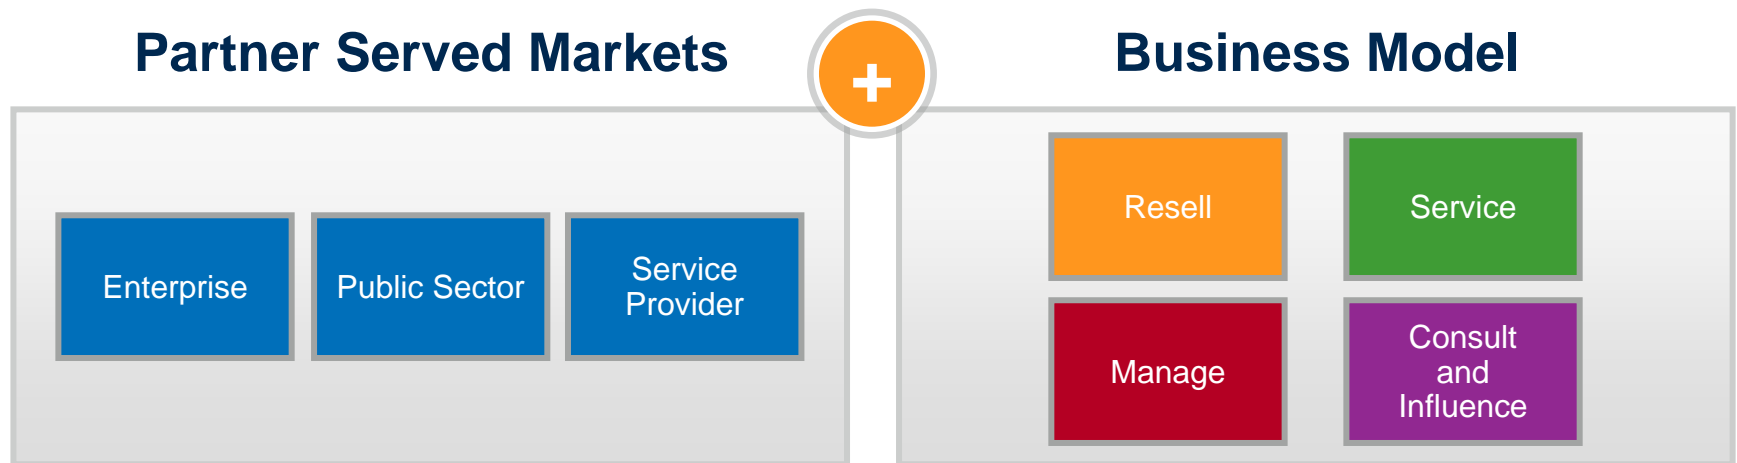 Partner Served Markets
+
Business Model
Enterprise
Public Sector
Service
Provider
Resell
Service
Manage
Consult
and
Influence